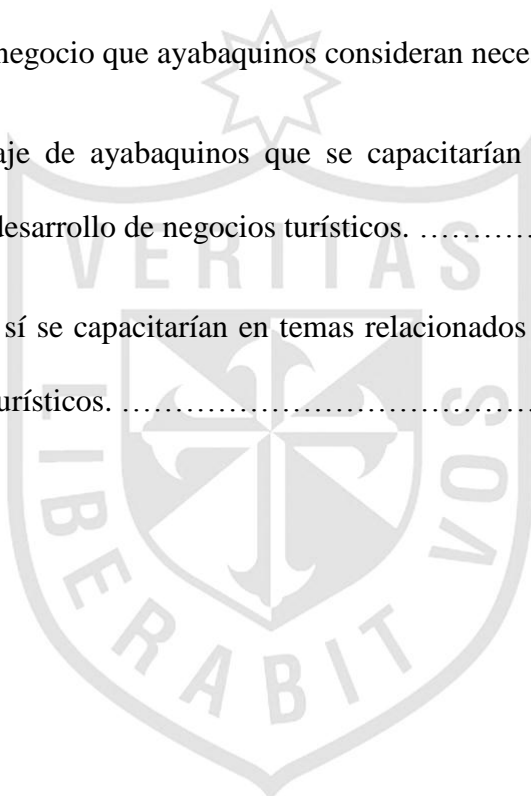 negocio que ayabaquinos consideran nece
aje de ayabaquinos que se capacitarían
desarrollo de negocios turísticos. ……………
sí se capacitarían en temas relacionados
urísticos. ……………………………………
VERITAS
LIBERABIT VOS